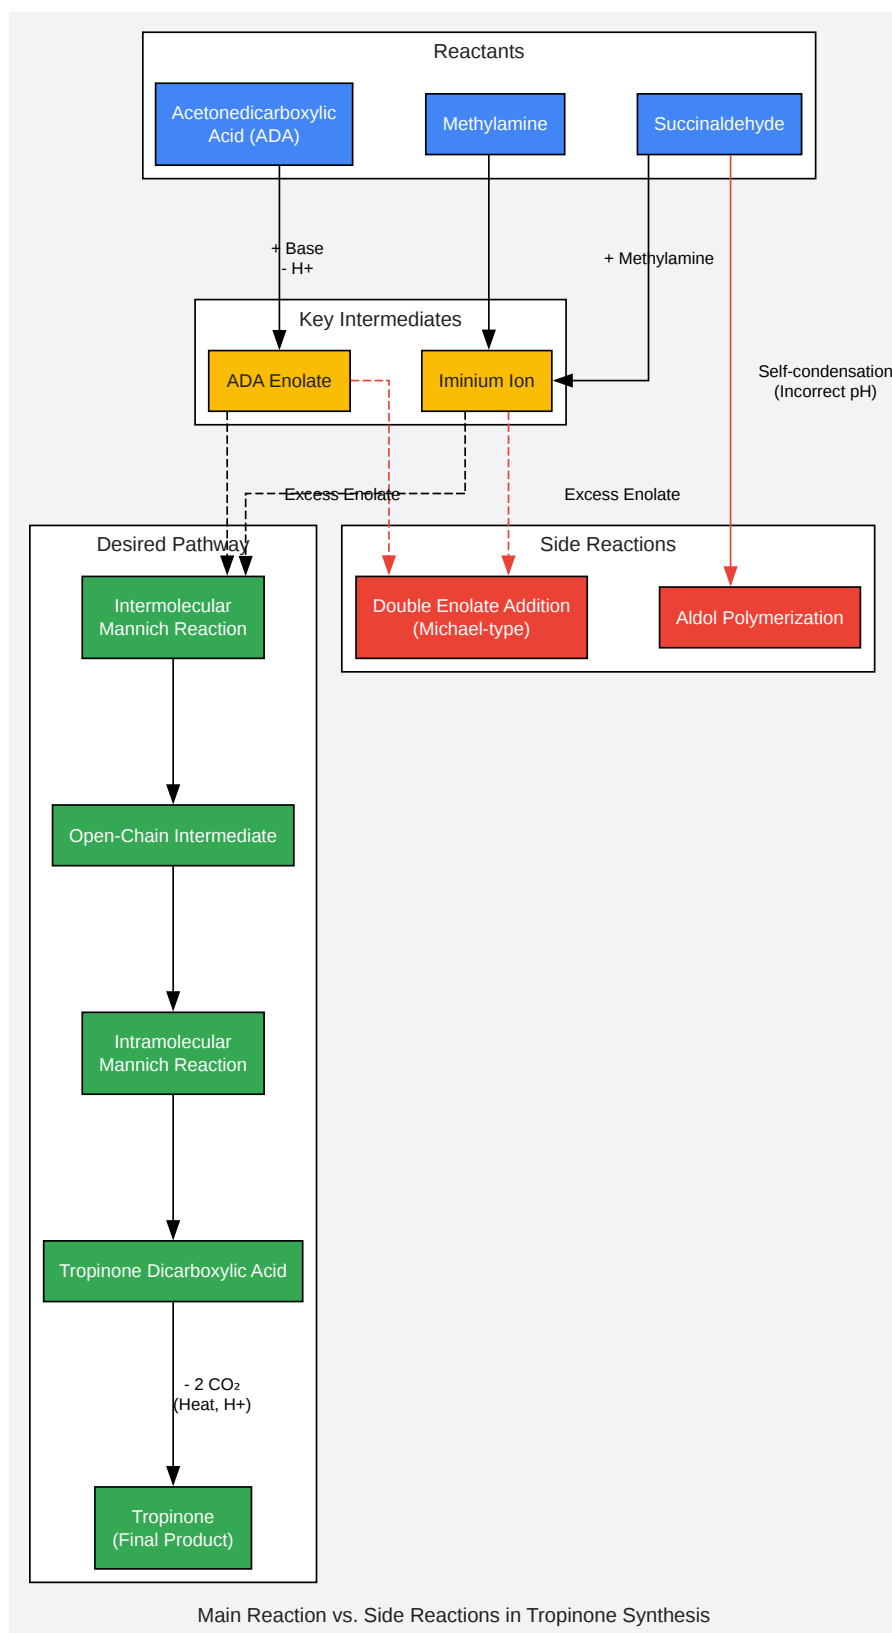 Reactants
Acetonedicarboxylic
Acid (ADA)
Methylamine
Succinaldehyde
+ Base
- H+
+ Methylamine
Key Intermediates
ADA Enolate
Iminium Ion
Self-condensation
(Incorrect pH)
Excess Enolate
Excess Enolate
Desired Pathway
Side Reactions
Intermolecular
Mannich Reaction
Double Enolate Addition
(Michael-type)
Aldol Polymerization
Open-Chain Intermediate
Intramolecular
Mannich Reaction
Tropinone Dicarboxylic Acid
- 2 CO₂
(Heat, H+)
Tropinone
(Final Product)
Main Reaction vs. Side Reactions in Tropinone Synthesis